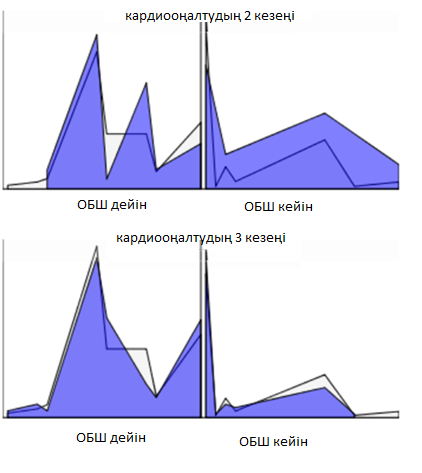 кардиооңалтудың 2 кезеңі
ОБШ дейін
ОБШ кейін
кардиооңалтудың 3 кезеңі
ОБШ дейін
ОБШ кейін